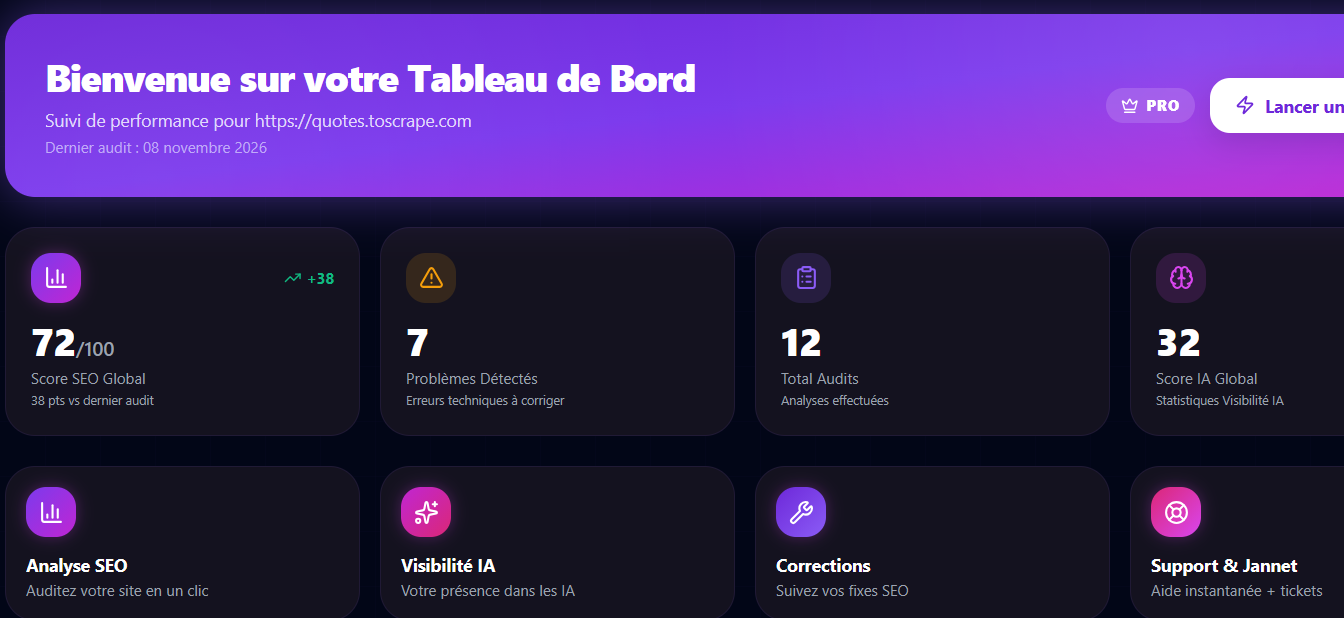 Bienvenue sur votre Tableau de Bord
Suivi de performance pour https://quotes.toscrape.com
Dernier audit : 08 novembre 2026
PRO
Lancer un
+38
72/100
Score SEO Global
38 pts vs dernier audit
7
Problèmes Détectés
Erreurs techniques à corriger
12
Total Audits
Analyses effectuées
32
Score IA Global
Statistiques Visibilité IA
Analyse SEO
Auditez votre site en un clic
Visibilité IA
Votre présence dans les IA
Corrections
Suivez vos fixes SEO
Support & Jannet
Aide instantanée + tickets